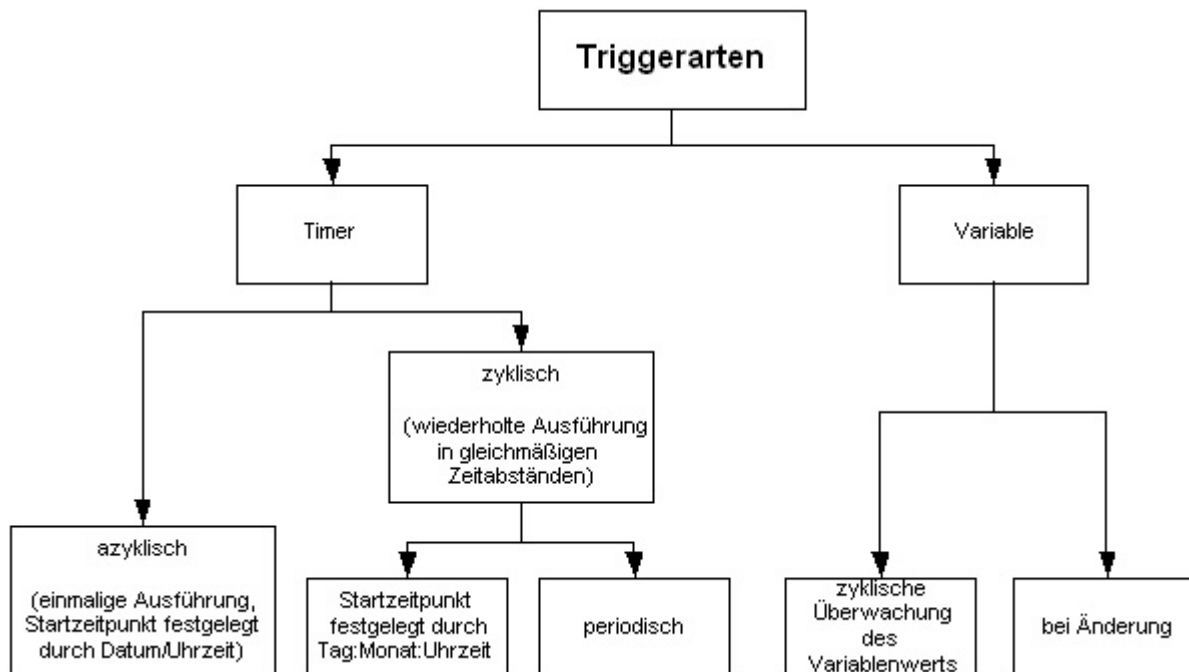 Triggerarten
Timer
Variable
zyklisch
(wiederholte Ausführung
in gleichmäßigen
Zeitabständen)
azyklisch
(einmalige Ausführung,
Startzeitpunkt festgelegt
durch Datum/Uhrzeit)
Startzeitpunkt
festgelegt durch
Tag:Monat:Uhrzeit
periodisch
zyklische
Überwachung
des
Variablenwerts
bei Änderung